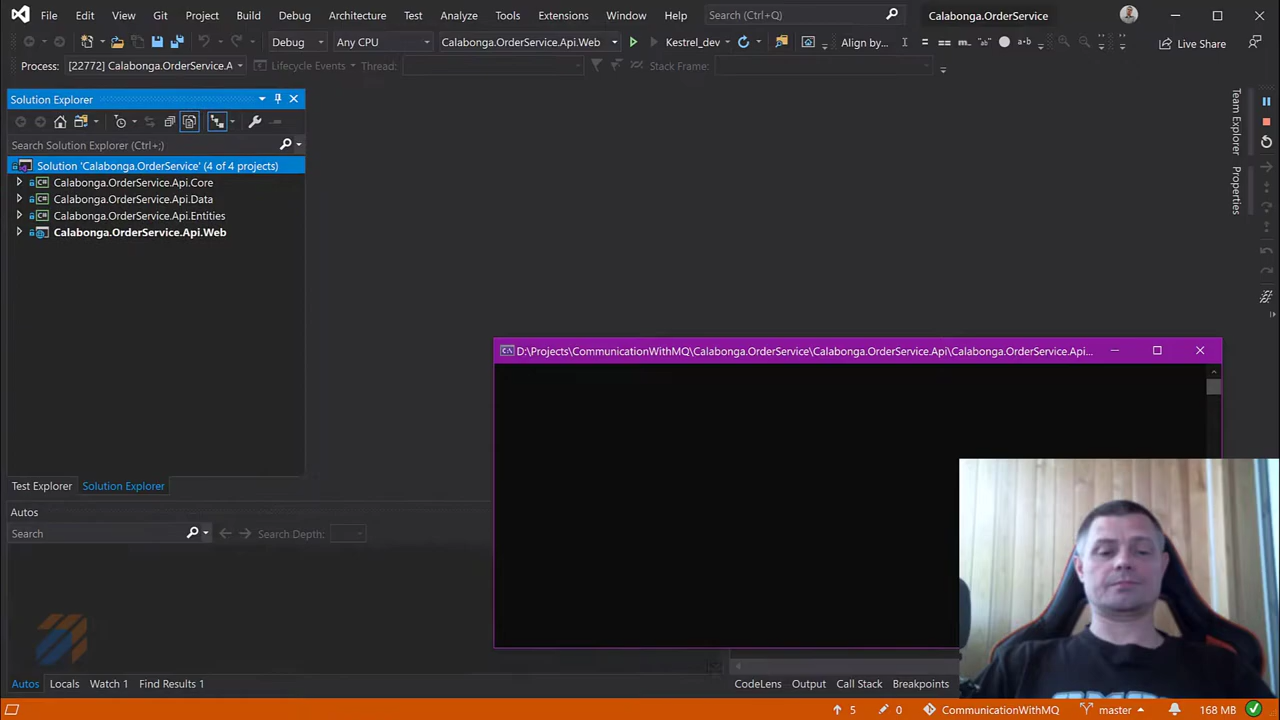 File Edit View Git Project Build Debug Architecture Test Analyze Tools Extensions Window Help Search (Ctrl+Q) Calabonga.OrderService
Debug Any CPU Calabonga.OrderService.Api.Web Kestrel_dev Align by... Live Share
Process: [22772] Calabonga.OrderService.A Lifecycle Events Thread: Stack Frame:
Solution Explorer
Search Solution Explorer (Ctrl+;)
Solution 'Calabonga.OrderService' (4 of 4 projects)
Calabonga.OrderService.Api.Core
Calabonga.OrderService.Api.Data
Calabonga.OrderService.Api.Entities
Calabonga.OrderService.Api.Web
Team Explorer
Properties
D:\Projects\CommunicationWithMQ\Calabonga.OrderService\Calabonga.OrderService.Api\Calabonga.OrderService.Api...
Test Explorer Solution Explorer
Autos
Search Search Depth:
Autos Locals Watch 1 Find Results 1 CodeLens Output Call Stack Breakpoints
5 0 CommunicationWithMQ master 168 MB